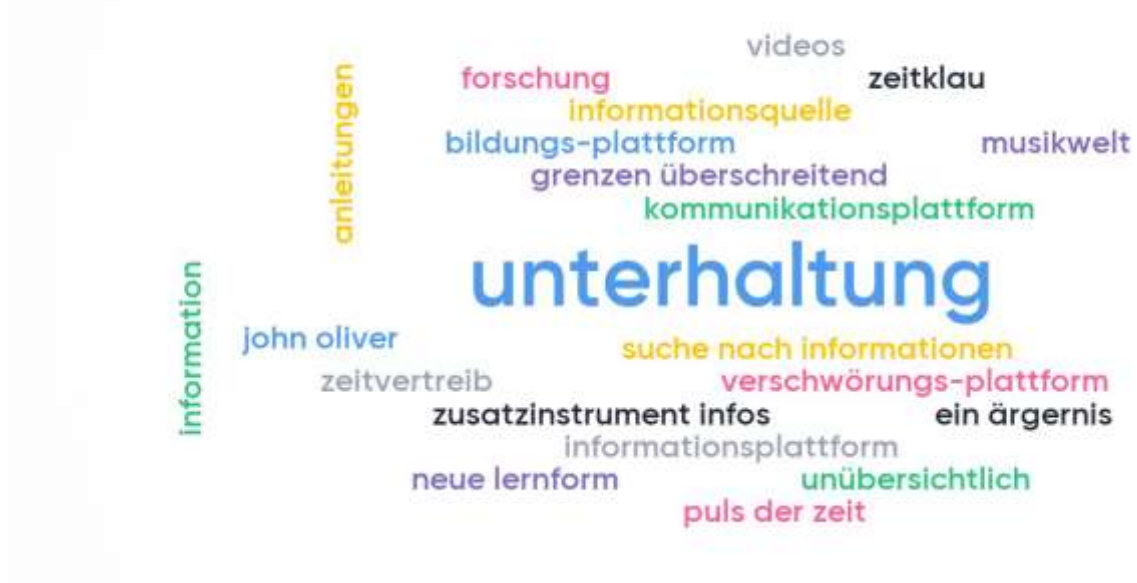 videos
forschung
zeitklau
anleitungen
informationsquelle
bildungs-plattform
musikwelt
grenzen überschreitend
kommunikationsplattform
unterhaltung
information
john oliver
suche nach informationen
zeitvertreib
verschwörungs-plattform
zusatzinstrument infos
ein ärgernis
informationsplattform
neue lernform
unübersichtlich
puls der zeit